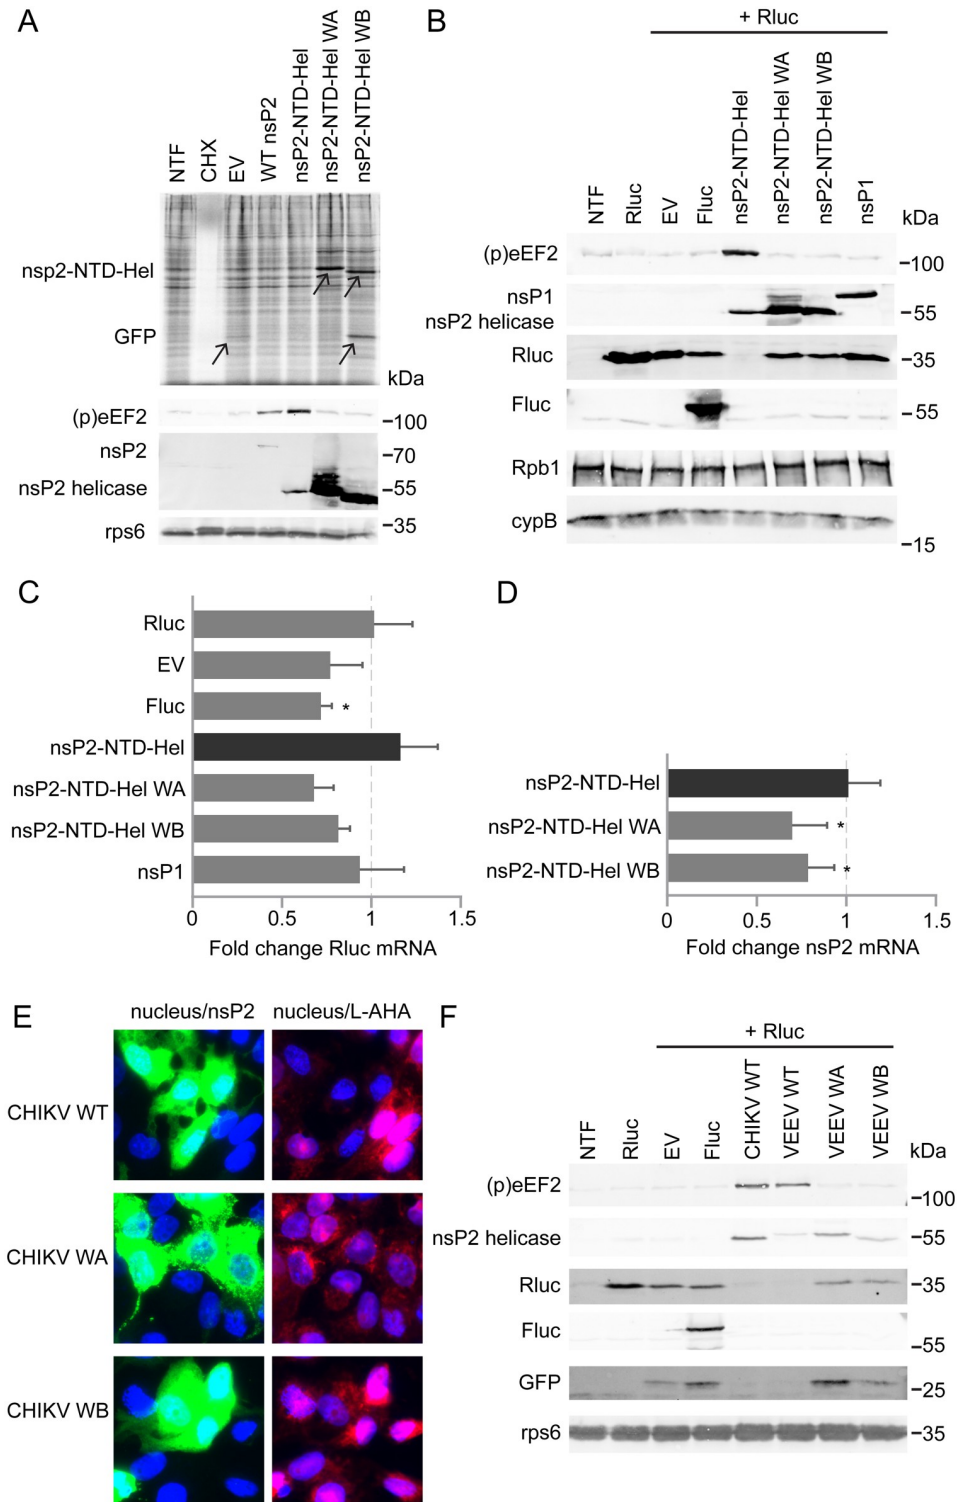 A
NTF
CHX
EV
WT nsP2
nsP2-NTD-Hel
nsP2-NTD-Hel WA
nsP2-NTD-Hel WB
nsp2-NTD-Hel
GFP
kDa
(p)eEF2
100
nsP2
70
nsP2 helicase
55
rps6
35
B
+ Rluc
NTF
Rluc
EV
Fluc
nsP2-NTD-Hel
nsP2-NTD-Hel WA
nsP2-NTD-Hel WB
nsP1
kDa
(p)eEF2
100
nsP1
nsP2 helicase
55
Rluc
35
Fluc
55
Rpb1
cypB
15
C
Rluc
EV
Fluc
*
nsP2-NTD-Hel
nsP2-NTD-Hel WA
nsP2-NTD-Hel WB
nsP1
0 0.5 1 1.5
Fold change Rluc mRNA
D
nsP2-NTD-Hel
nsP2-NTD-Hel WA
*
nsP2-NTD-Hel WB
*
0 0.5 1 1.5
Fold change nsP2 mRNA
E
nucleus/nsP2 nucleus/L-AHA
CHIKV WT
CHIKV WA
CHIKV WB
F
+ Rluc
NTF
Rluc
EV
Fluc
CHIKV WT
VEEV WT
VEEV WA
VEEV WB
kDa
(p)eEF2
100
nsP2 helicase
55
Rluc
35
Fluc
55
GFP
25
rps6
35